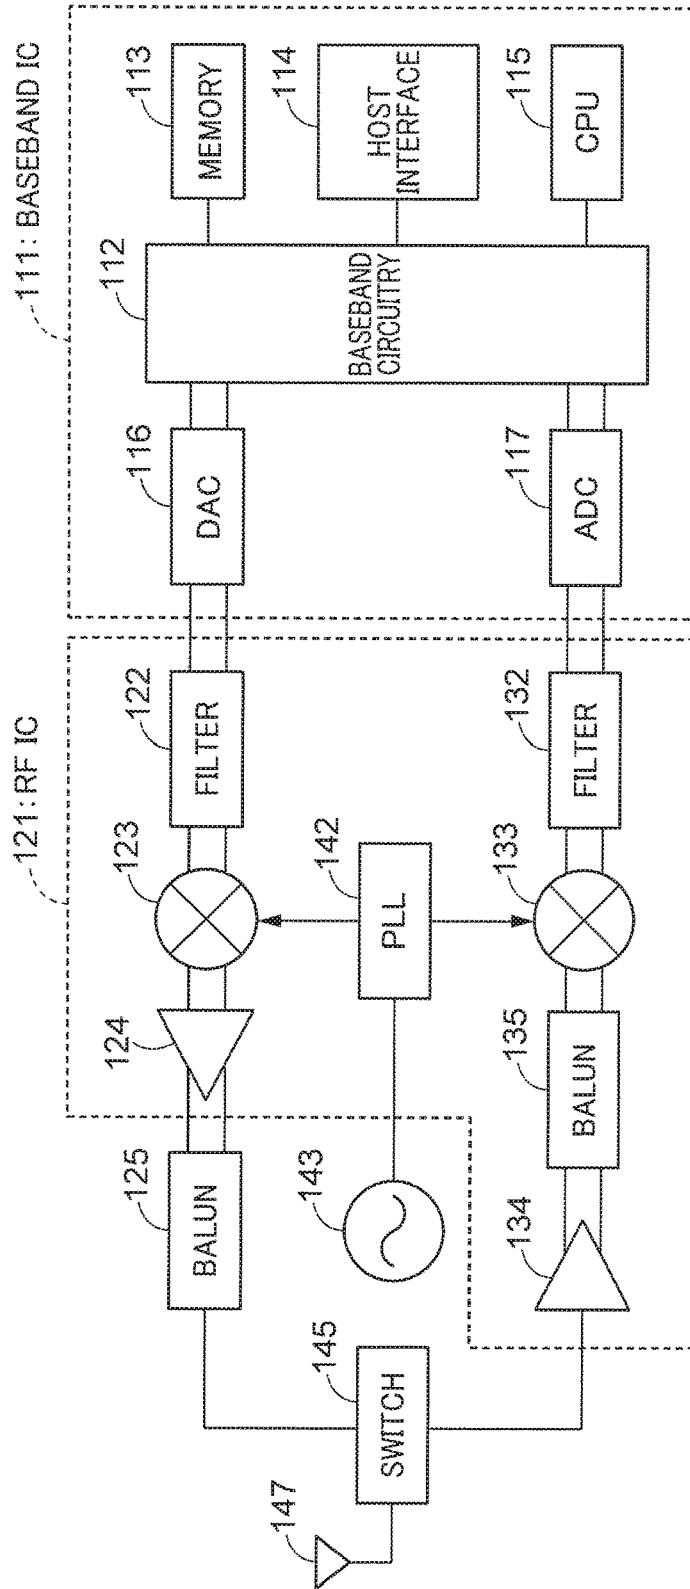 111: BASEBAND IC
113
MEMORY
114
HOST
INTERFACE
115
CPU
112
BASEBAND
CIRCUITRY
116
DAC
117
ADC
121: RF IC
122
FILTER
132
FILTER
123
142
PLL
133
124
135
BALUN
125
BALUN
143
134
145
SWITCH
147